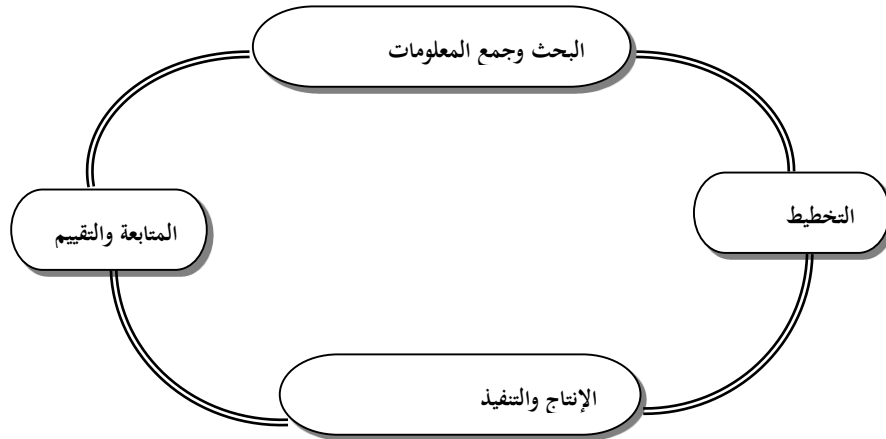 البحث وجمع المعلومات
التخطيط
المتابعة والتقييم
الإنتاج والتنفيذ